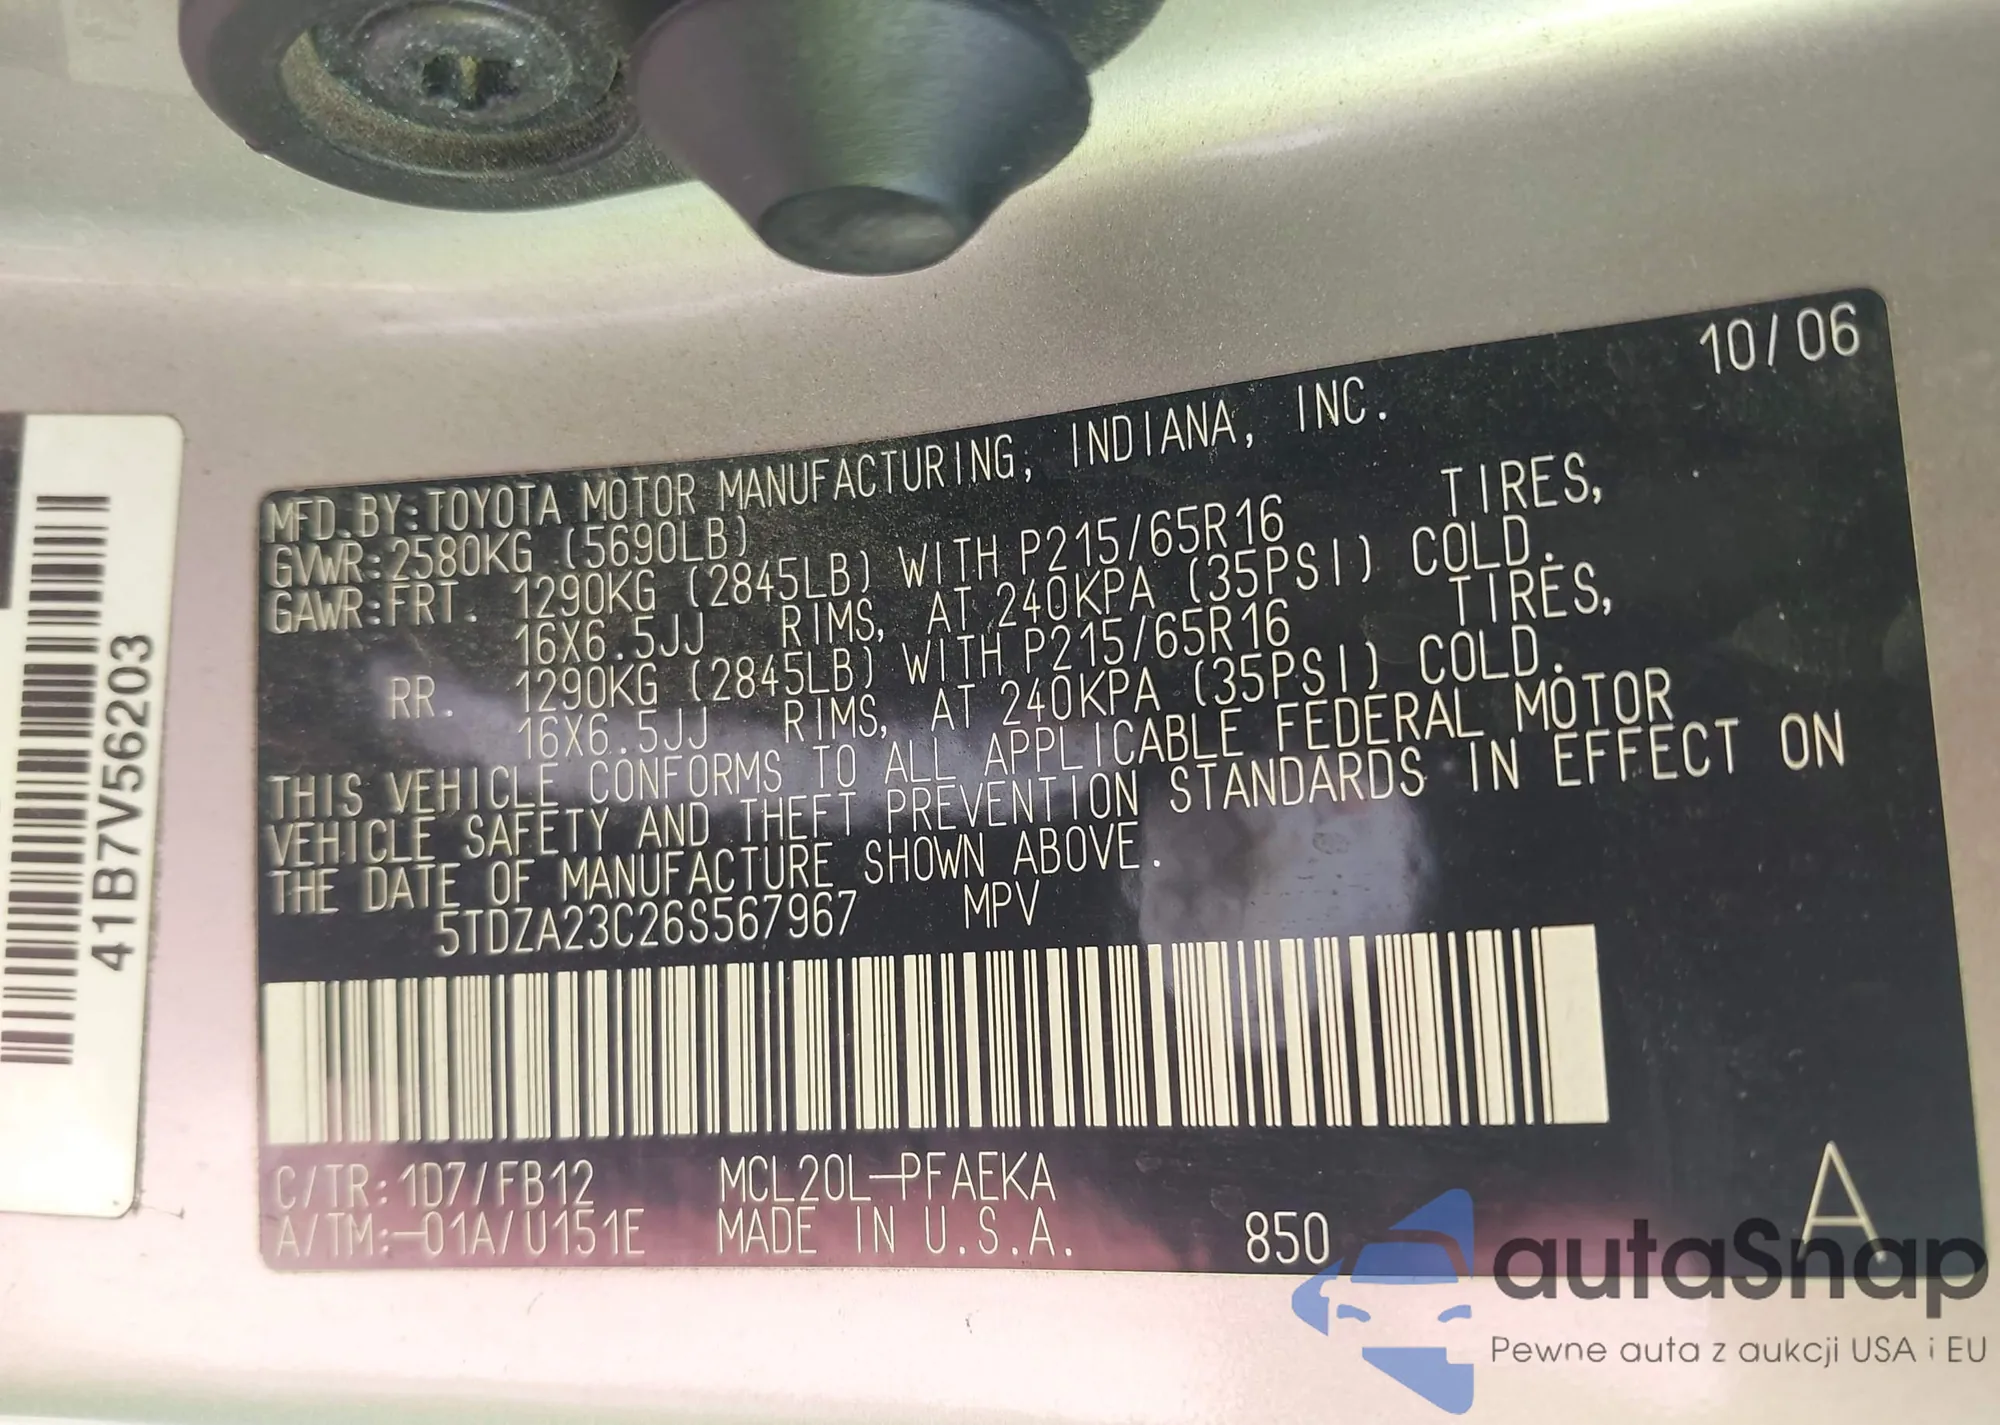 10/06
MFD.BY:TOYOTA MOTOR MANUFACTURING, INDIANA, INC.
GVWR:2580KG (5690LB)
GAWR:FRT. 1290KG (2845LB) WITH P215/65R16 TIRES,
16X6.5JJ RIMS, AT 240KPA (35PSI) COLD.
RR. 1290KG (2845LB) WITH P215/65R16 TIRES,
16X6.5JJ RIMS, AT 240KPA (35PSI) COLD.
THIS VEHICLE CONFORMS TO ALL APPLICABLE FEDERAL MOTOR
VEHICLE SAFETY AND THEFT PREVENTION STANDARDS IN EFFECT ON
THE DATE OF MANUFACTURE SHOWN ABOVE.
5TDZA23C26S567967 MPV
C/TR:1D7/FB12 MCL20L-PFAEKA
A/TM:-01A/U151E MADE IN U.S.A. 850 A
41B7V56203
autaSnap
Pewne auta z aukcji USA i EU